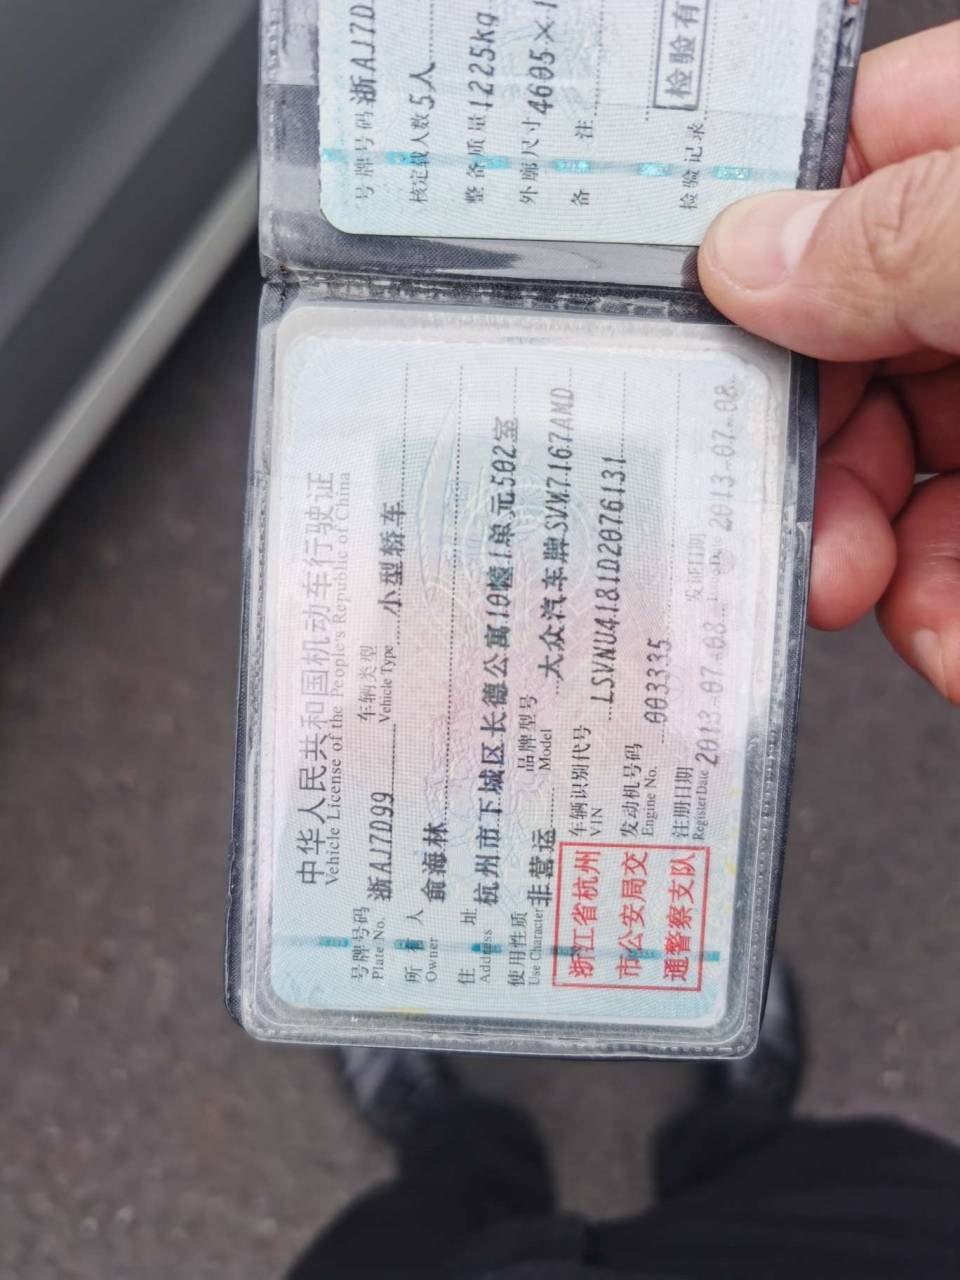 中华人民共和国机动车行驶证
Vehicle License of the People's Republic of China
号牌号码 浙AJ7D99 车辆类型 小型轿车
Plate No. Vehicle Type
所有人 俞海林
Owner
住址 杭州市下城区长德公寓10幢1单元502室
Address
使用性质 非营运 品牌型号 大众汽车牌SVW7167AMD
Use Character Model
浙江省杭州
市公安局交
通警察支队
车辆识别代号 LSVNU4181D2076131
VIN
发动机号码 003335
Engine No.
注册日期 2013-07-08 发证日期 2013-07-08
Register Date Issue Date
号牌号码 浙AJ7D
核定载人数 5人
整备质量 1225kg
外廓尺寸 4605×1
备注
检验记录
检验有